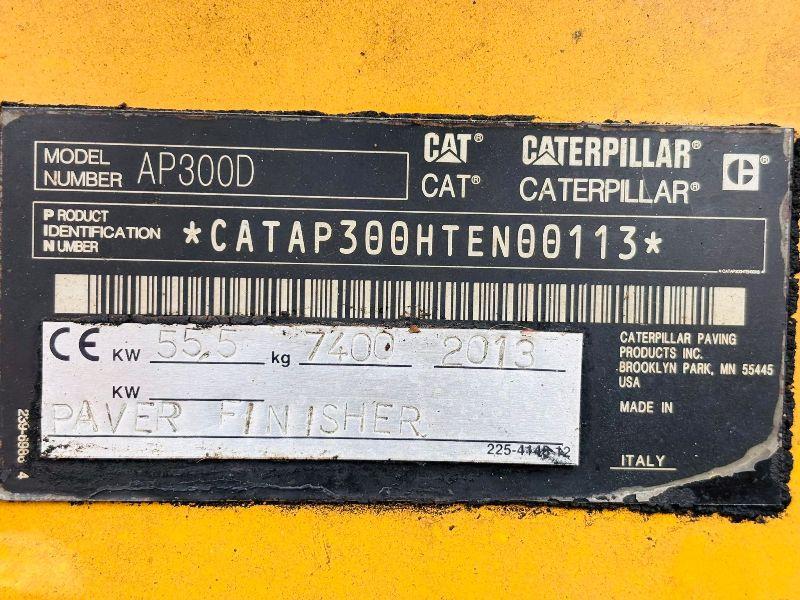 MODEL
NUMBER AP300D
CAT® CATERPILLAR®
CAT® CATERPILLAR®
PRODUCT
IDENTIFICATION
NUMBER
*CATAP300HTEN00113*
CE KW 55,5 kg 7400 2013
KW
PAVER FINISHER
225-4148 12
CATERPILLAR PAVING
PRODUCTS INC.
BROOKLYN PARK, MN 55445
USA
MADE IN
ITALY